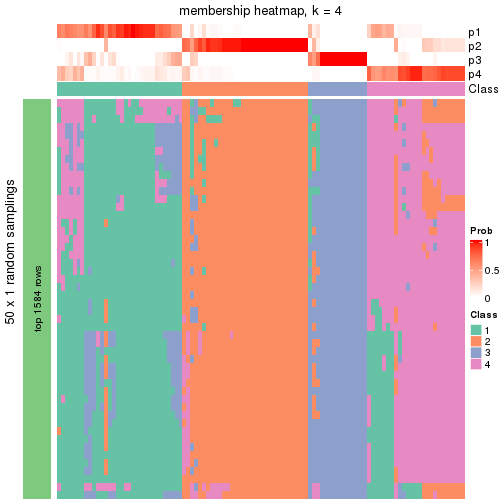 membership heatmap, k = 4
p1
p2
p3
p4
Class
50 x 1 random samplings
top 1584 rows
Prob
1
0.5
0
Class
1
2
3
4